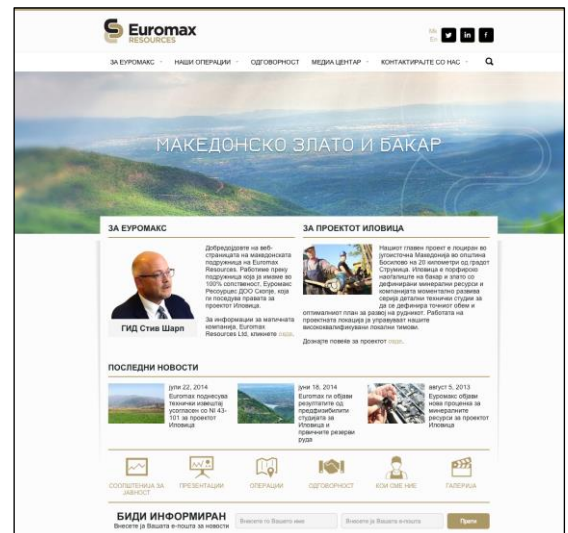 Euromax
RESOURCES
ЗА ЕУРОМАКС
НАШИ ОПЕРАЦИИ
ОДГОВОРНОСТ
МЕДИА ЦЕНТАР
КОНТАКТИРАЈТЕ СО НАС
МАКЕДОНСКО ЗЛАТО И БАКАР
ЗА ЕУРОМАКС
Добредојдовте на веб-
страницата на македонската
подружница на Euromax
Resources. Работиме преку
подружница која ја имаме во
100% сопственост, Еуромакс
Ресоурцес ДОО Скопје, која
ги поседува правата за
проектот Иловица.
За информации за матичната
компанија, Euromax
Resources Ltd, кликнете овде.
ГИД Стив Шарп
ЗА ПРОЕКТОТ ИЛОВИЦА
Нашиот главен проект е лоциран во
југоисточна Македонија во општина
Босилово на 20 километри од градот
Струмица. Иловица е порфирско
наоѓалиште на бакар и злато со
дефинирани минерални ресурси и
компанијата моментално развива
серија детални технички студии за
да се дефинира точниот обем и
оптималниот план за развој на рудникот. Работата на
проектната локација ја управуваат нашите
висококвалификувани локални тимови.
Дознајте повеќе за проектот овде.
ПОСЛЕДНИ НОВОСТИ
јули 22, 2014
Euromax поднесува
технички извештај
усогласен со NI 43-
101 за проектот
Иловица
јуни 18, 2014
Euromax ги објави
резултатите од
предфизибилити
студијата за
Иловица и
првичните резерви
руда
август 5, 2013
Еуромакс објави
нова проценка за
минералните
ресурси за проектот
Иловица
СООПШТЕНИЈА ЗА
ЈАВНОСТ
ПРЕЗЕНТАЦИИ
ОПЕРАЦИИ
ОДГОВОРНОСТ
КОИ СМЕ НИЕ
ГАЛЕРИЈА
БИДИ ИНФОРМИРАН
Внесете ја Вашата е-пошта за новости
Внесете го Вашето име
Внесете ја Вашата е-пошта
Прати